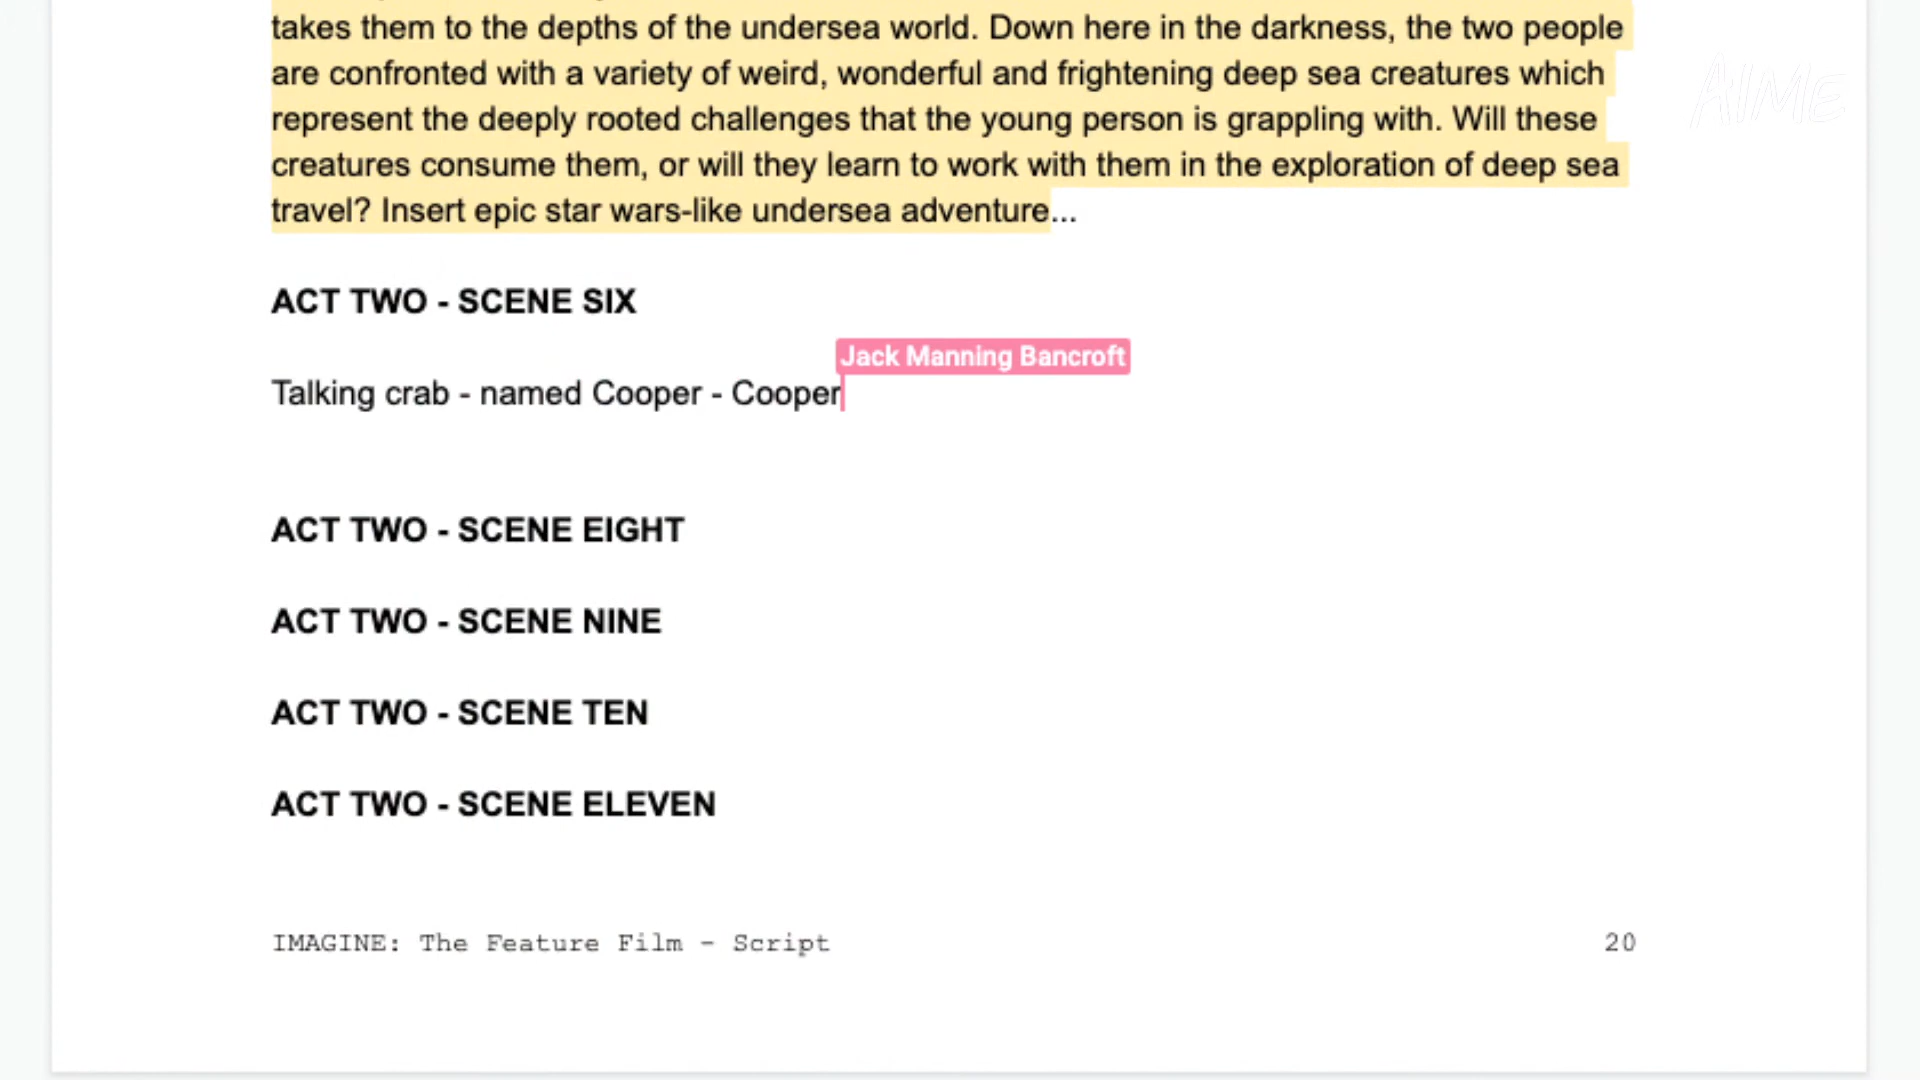 takes them to the depths of the undersea world. Down here in the darkness, the two people
are confronted with a variety of weird, wonderful and frightening deep sea creatures which
represent the deeply rooted challenges that the young person is grappling with. Will these
creatures consume them, or will they learn to work with them in the exploration of deep sea
travel? Insert epic star wars-like undersea adventure...
ACT TWO - SCENE SIX
Jack Manning Bancroft
Talking crab - named Cooper - Cooper
ACT TWO - SCENE EIGHT
ACT TWO - SCENE NINE
ACT TWO - SCENE TEN
ACT TWO - SCENE ELEVEN
IMAGINE: The Feature Film - Script 20
AIME